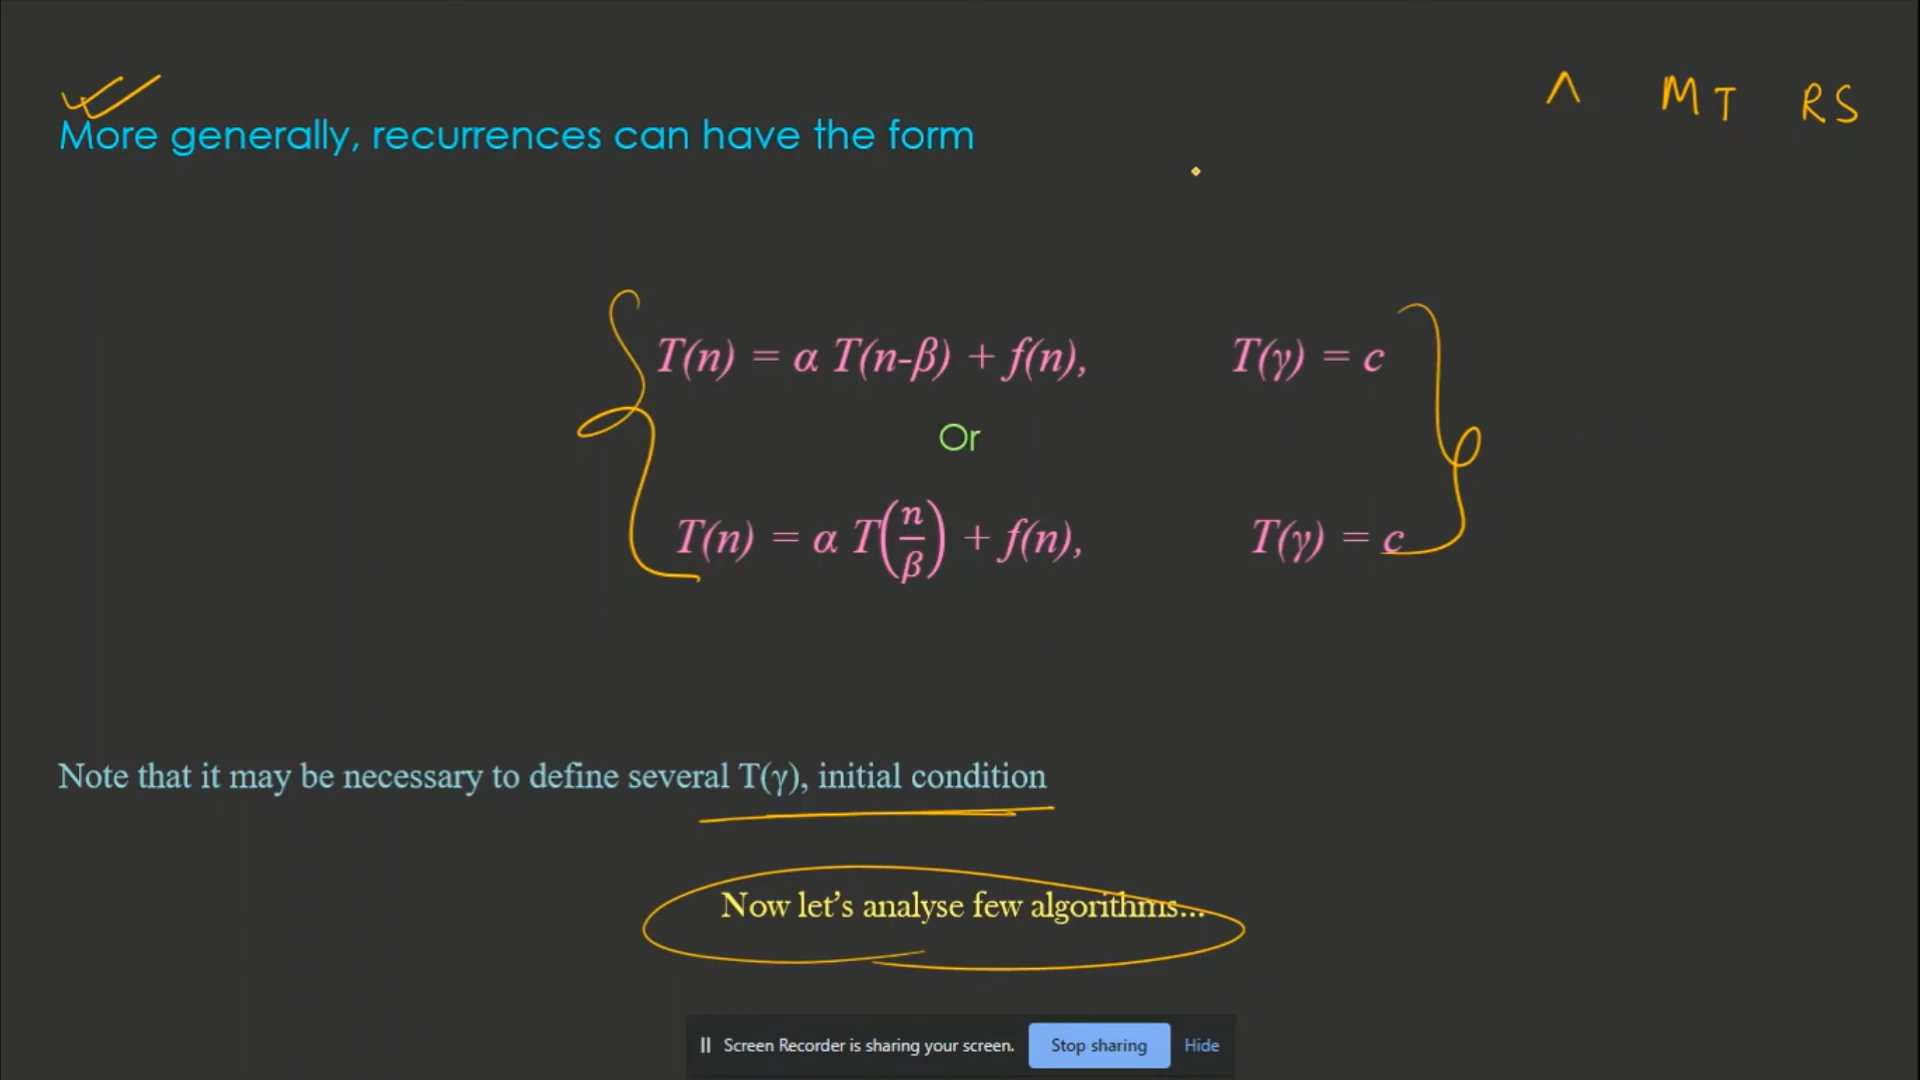 Λ MT RS
More generally, recurrences can have the form
T(n) = α T(n-β) + f(n), T(γ) = c
Or
T(n) = α T(n/β) + f(n), T(γ) = c
Note that it may be necessary to define several T(γ), initial condition
Now let's analyse few algorithms...
Screen Recorder is sharing your screen. Stop sharing Hide